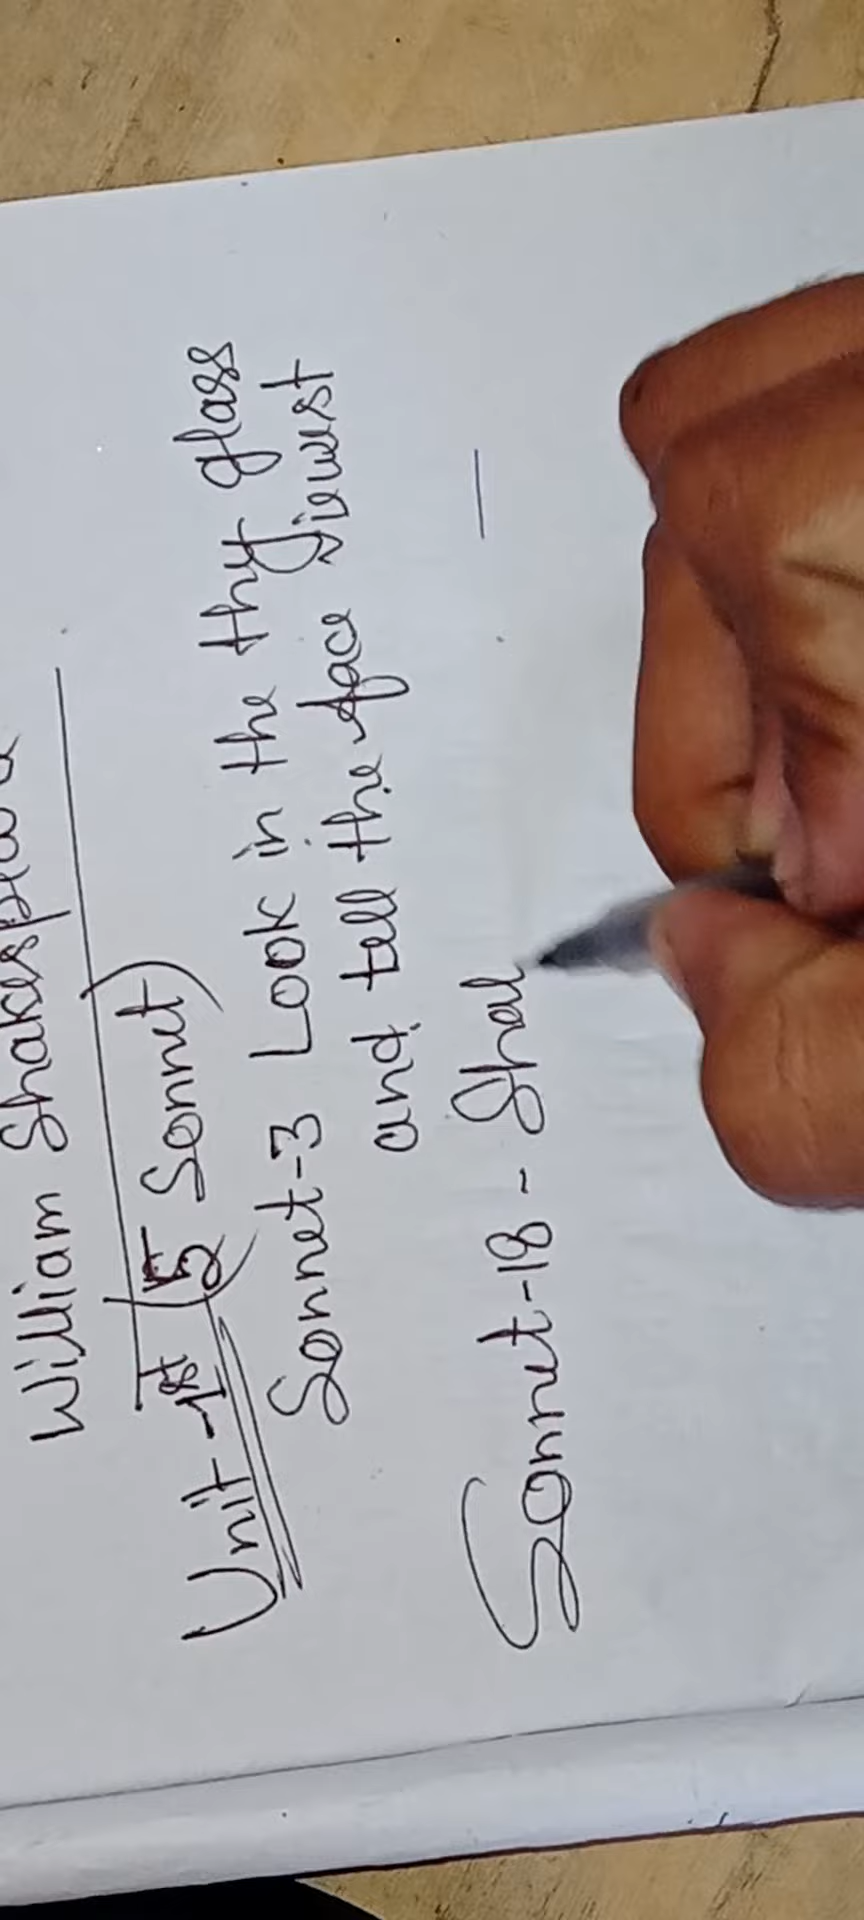 William Shakespeare
Unit-1st (5 Sonnet)
Sonnet-3 Look in the thy glass
and tell the face viewest
Sonnet-18 - Shal